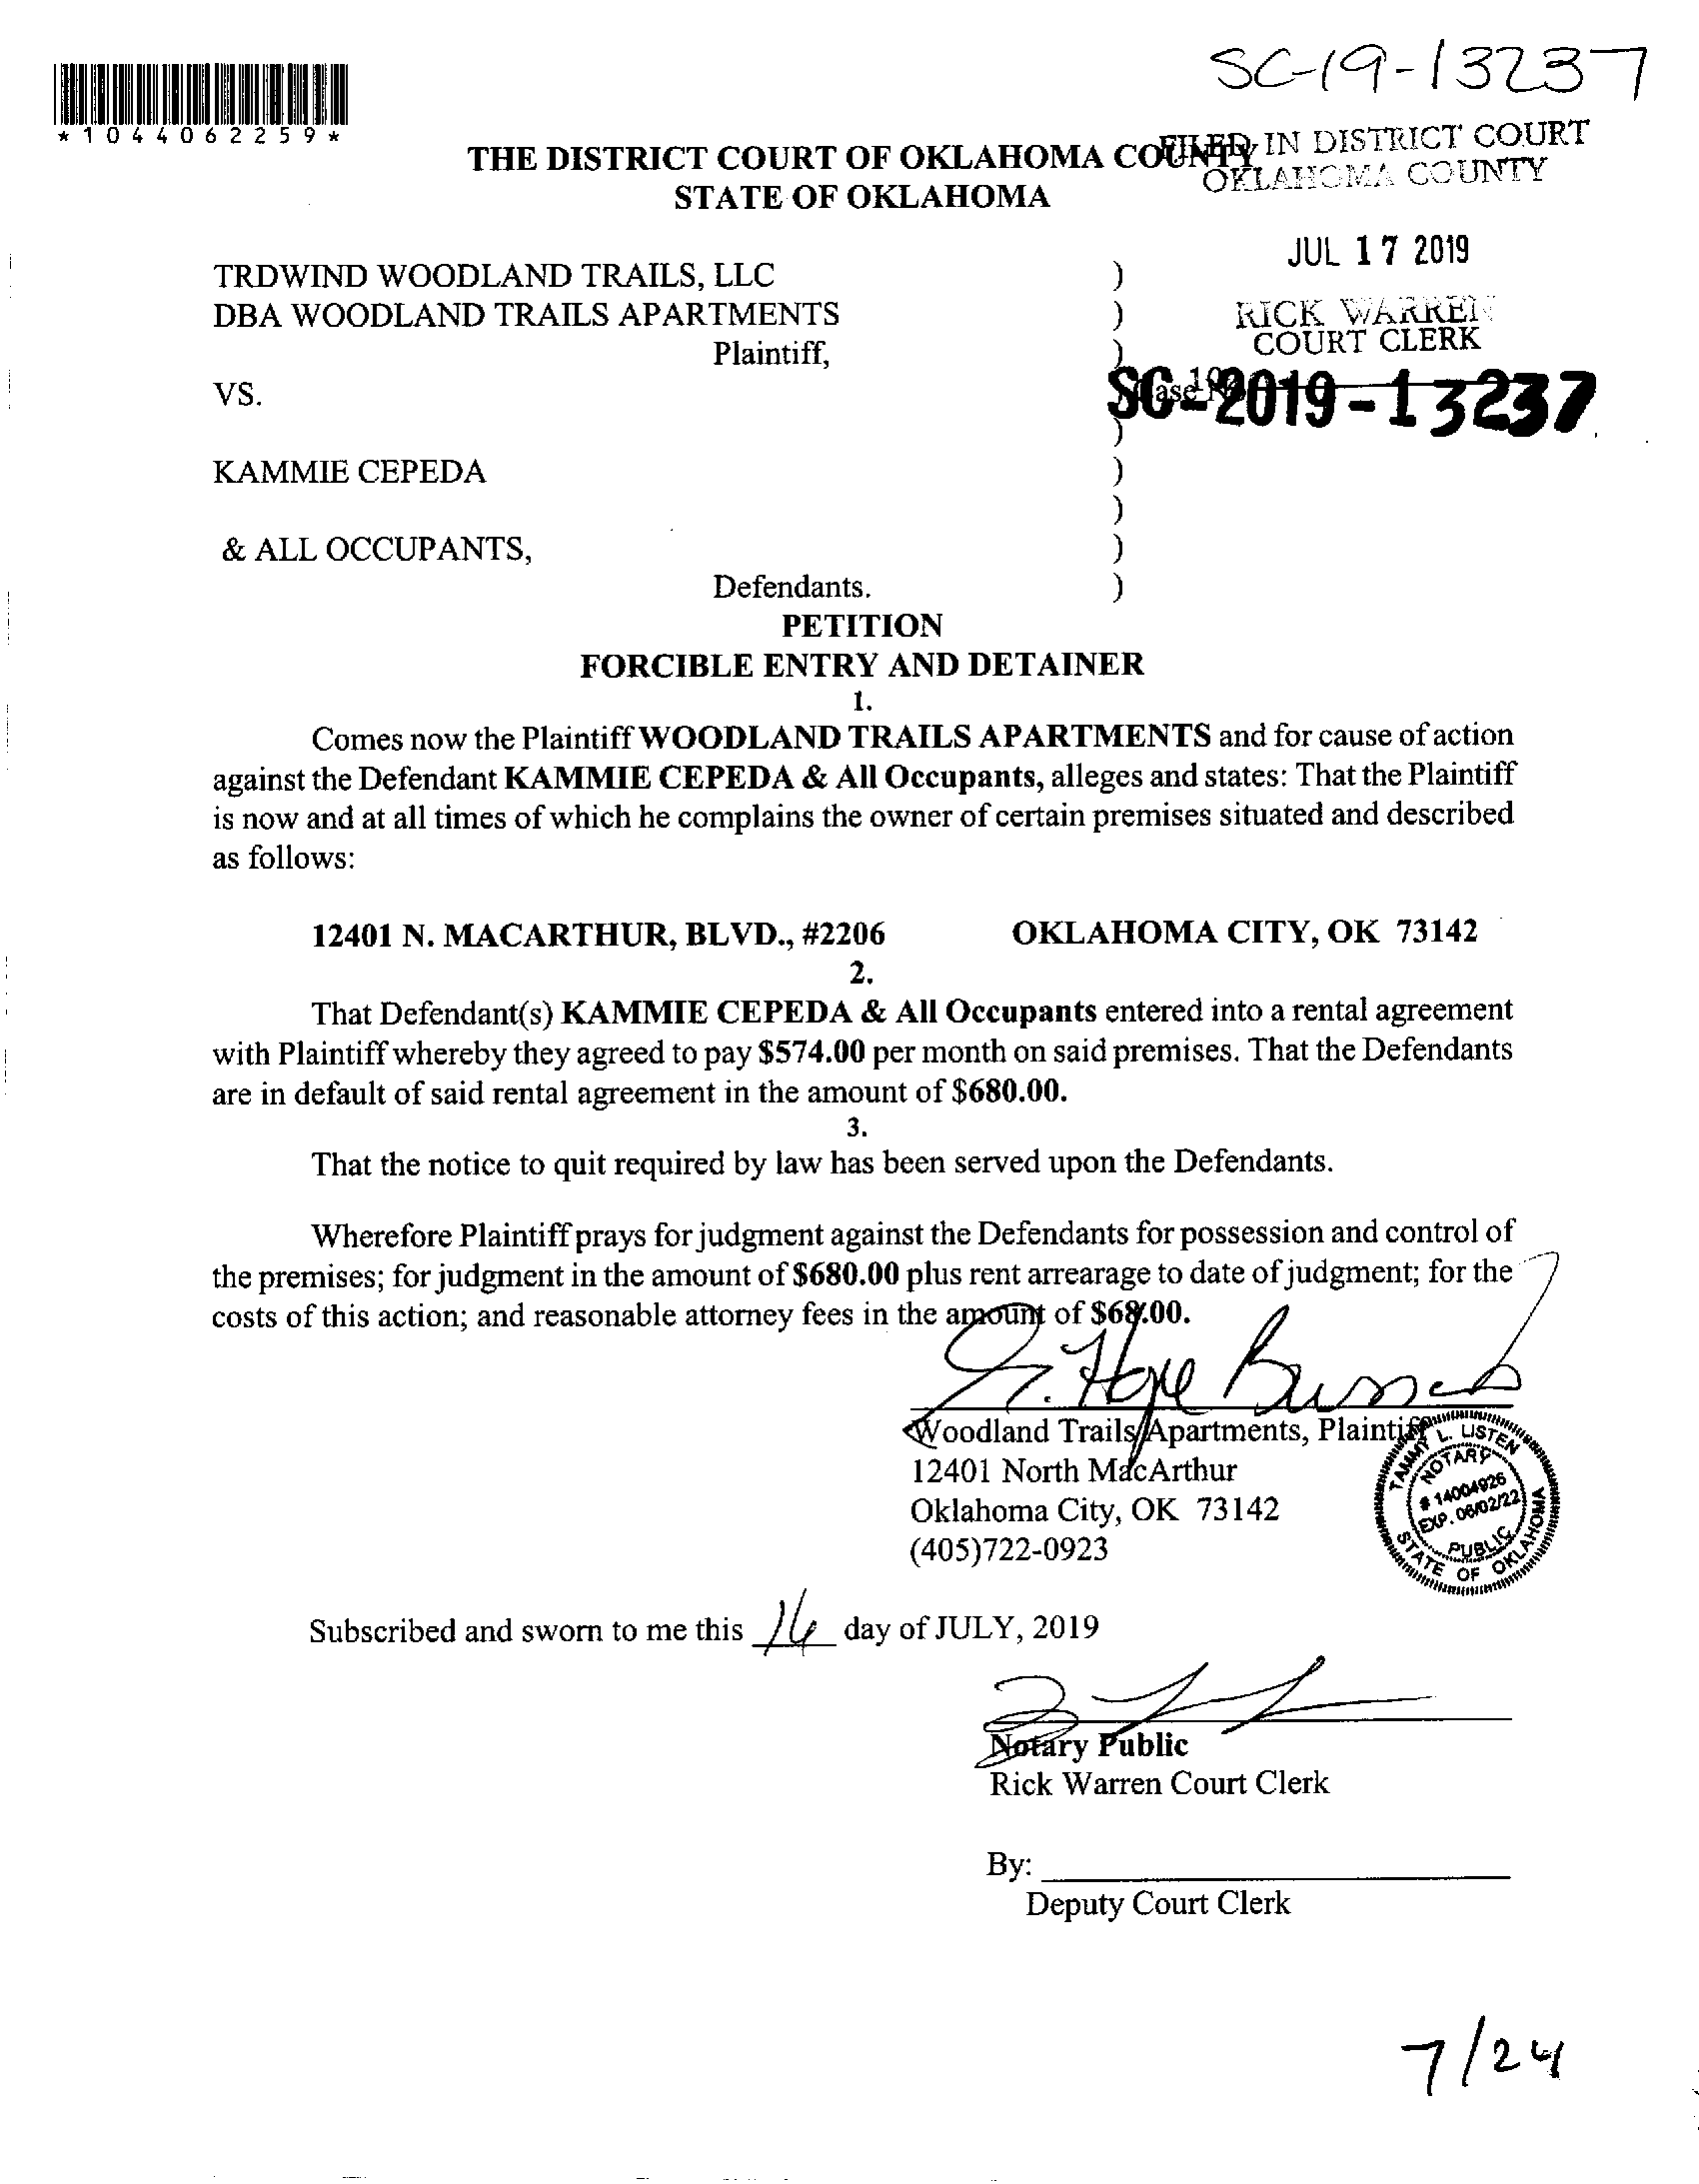 SC-19-13237
*1044062259*
THE DISTRICT COURT OF OKLAHOMA COUNTY
STATE OF OKLAHOMA
FILED IN DISTRICT COURT
OKLAHOMA COUNTY
JUL 17 2019
RICK WARREN
COURT CLERK
TRDWIND WOODLAND TRAILS, LLC )
DBA WOODLAND TRAILS APARTMENTS )
Plaintiff, )
VS. Case No.
SC-2019-13237
)
KAMMIE CEPEDA )
)
& ALL OCCUPANTS, )
Defendants. )
PETITION
FORCIBLE ENTRY AND DETAINER
1.
Comes now the Plaintiff WOODLAND TRAILS APARTMENTS and for cause of action
against the Defendant KAMMIE CEPEDA & All Occupants, alleges and states: That the Plaintiff
is now and at all times of which he complains the owner of certain premises situated and described
as follows:
12401 N. MACARTHUR, BLVD., #2206 OKLAHOMA CITY, OK 73142
2.
That Defendant(s) KAMMIE CEPEDA & All Occupants entered into a rental agreement
with Plaintiff whereby they agreed to pay $574.00 per month on said premises. That the Defendants
are in default of said rental agreement in the amount of $680.00.
3.
That the notice to quit required by law has been served upon the Defendants.
Wherefore Plaintiff prays for judgment against the Defendants for possession and control of
the premises; for judgment in the amount of $680.00 plus rent arrearage to date of judgment; for the
costs of this action; and reasonable attorney fees in the amount of $68.00.
Woodland Trails Apartments, Plaintiff
12401 North MacArthur
Oklahoma City, OK 73142
(405)722-0923
TAMMY L. LISTEN
NOTARY
# 14004926
EXP. 06/02/22
PUBLIC
STATE OF OKLAHOMA
Subscribed and sworn to me this 16 day of JULY, 2019
Notary Public
Rick Warren Court Clerk
By:
Deputy Court Clerk
7/24